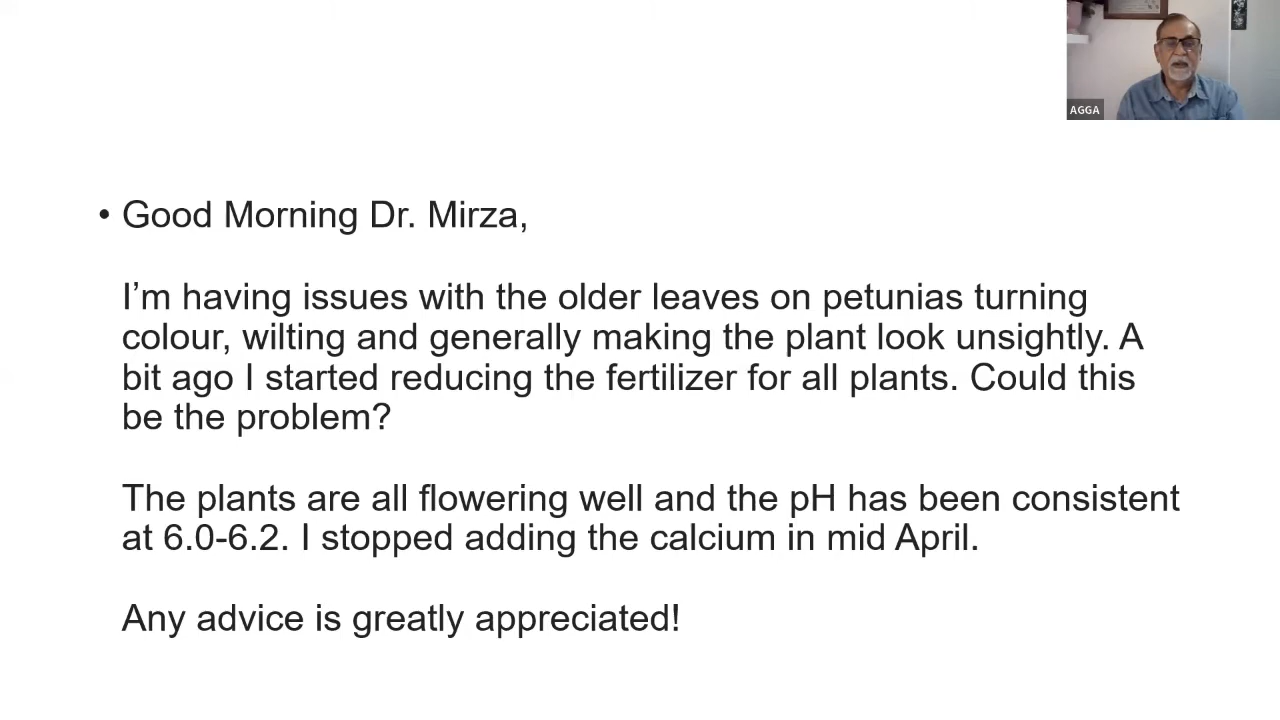 AGGA
• Good Morning Dr. Mirza,
I’m having issues with the older leaves on petunias turning
colour, wilting and generally making the plant look unsightly. A
bit ago I started reducing the fertilizer for all plants. Could this
be the problem?
The plants are all flowering well and the pH has been consistent
at 6.0-6.2. I stopped adding the calcium in mid April.
Any advice is greatly appreciated!